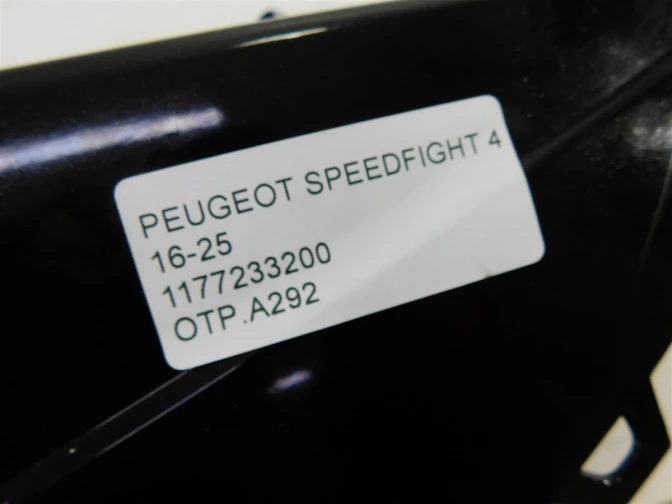 PEUGEOT SPEEDFIGHT 4
16-25
1177233200
OTP.A292